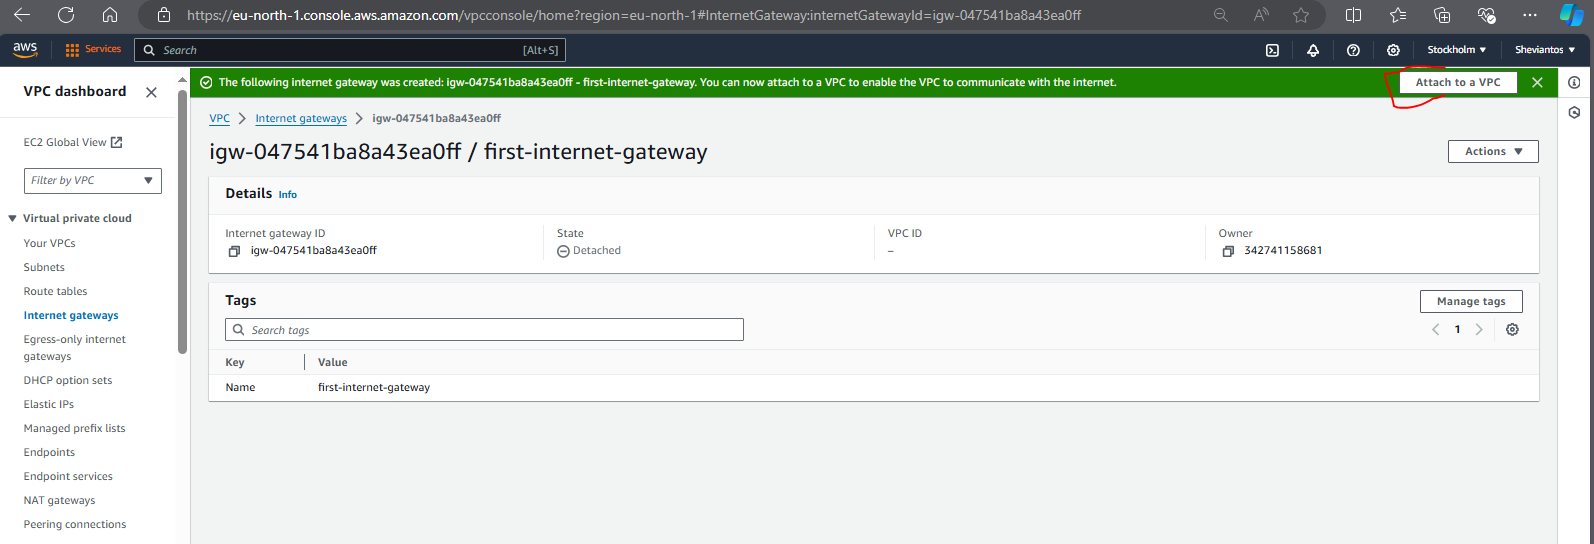 https://eu-north-1.console.aws.amazon.com/vpcconsole/home?region=eu-north-1#InternetGateway:internetGatewayId=igw-047541ba8a43ea0ff
aws Services Search [Alt+S] Stockholm Sheviantos
VPC dashboard
The following internet gateway was created: igw-047541ba8a43ea0ff - first-internet-gateway. You can now attach to a VPC to enable the VPC to communicate with the internet. Attach to a VPC
EC2 Global View
Filter by VPC
Virtual private cloud
Your VPCs
Subnets
Route tables
Internet gateways
Egress-only internet
gateways
DHCP option sets
Elastic IPs
Managed prefix lists
Endpoints
Endpoint services
NAT gateways
Peering connections
VPC Internet gateways igw-047541ba8a43ea0ff
igw-047541ba8a43ea0ff / first-internet-gateway Actions
Details Info
Internet gateway ID
igw-047541ba8a43ea0ff
State
Detached
VPC ID
–
Owner
342741158681
Tags Manage tags
Search tags 1
Key Value
Name first-internet-gateway